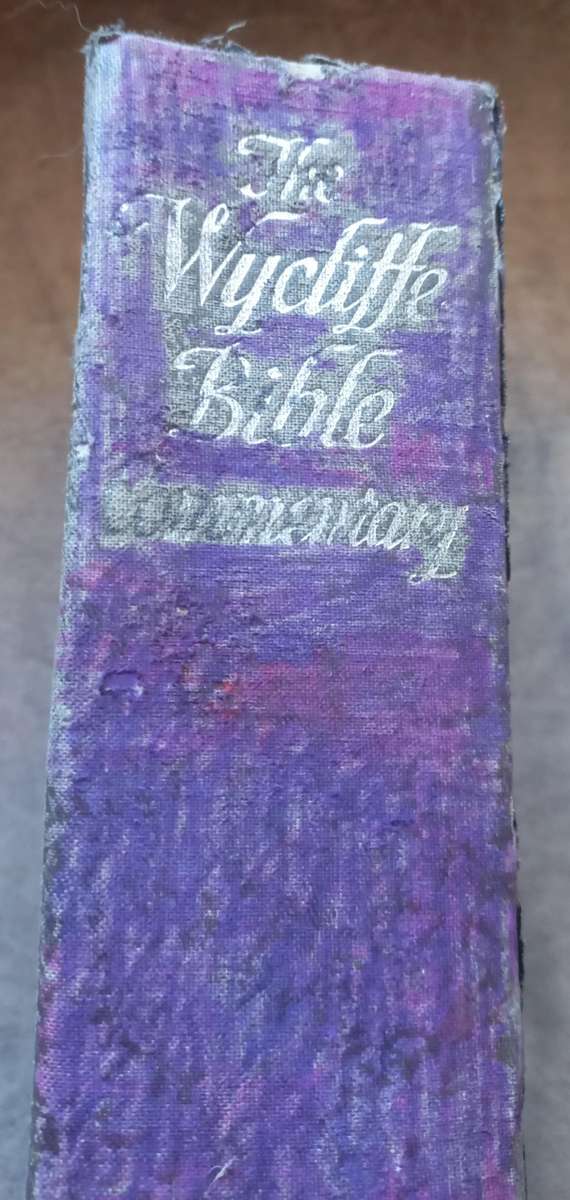 The
Wycliffe
Bible
Commentary